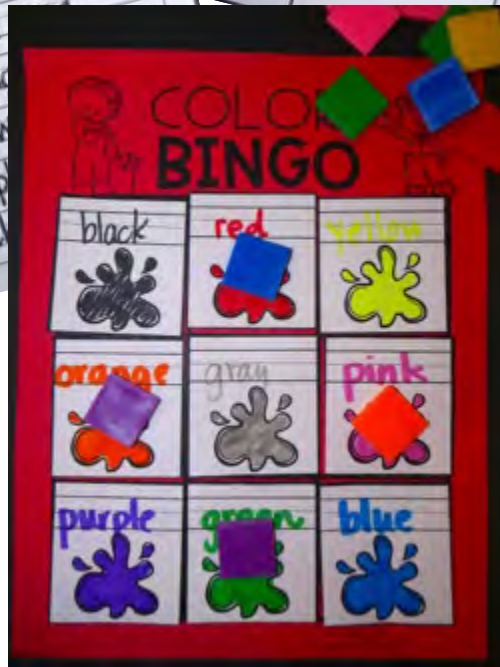 COLOR
BINGO
black
red
yellow
orange
gray
pink
purple
green
blue